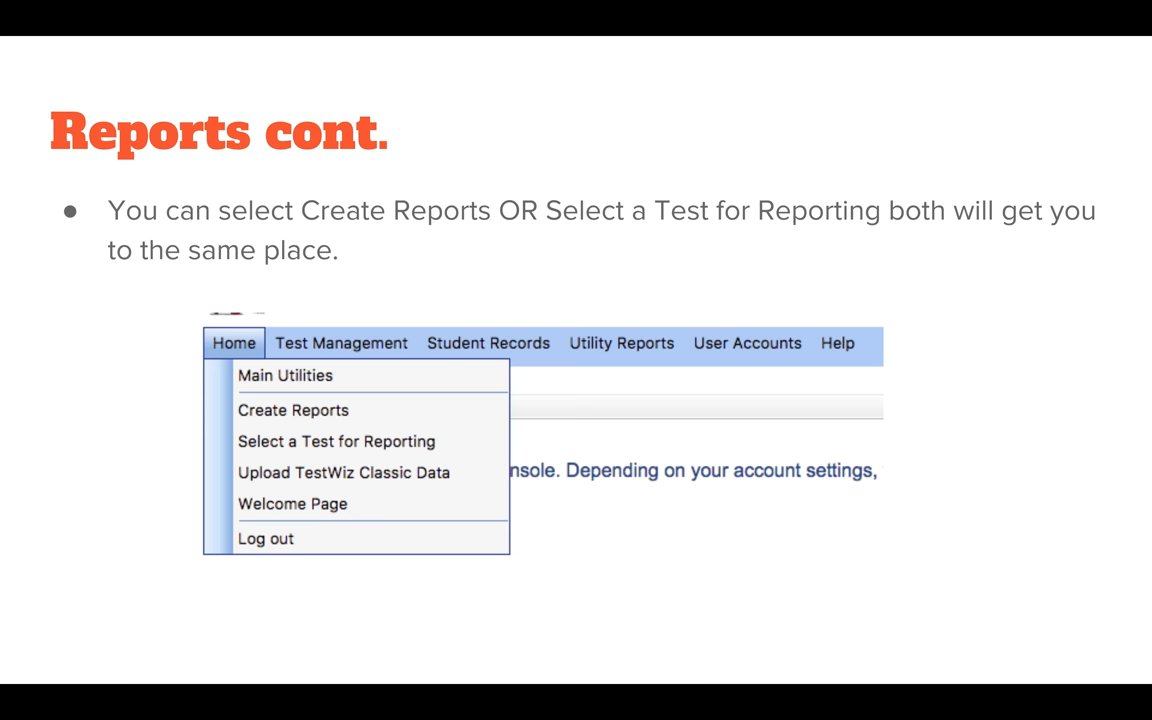 Reports cont.
● You can select Create Reports OR Select a Test for Reporting both will get you
to the same place.
Home Test Management Student Records Utility Reports User Accounts Help
Main Utilities
Create Reports
Select a Test for Reporting
Upload TestWiz Classic Data
nsole. Depending on your account settings,
Welcome Page
Log out